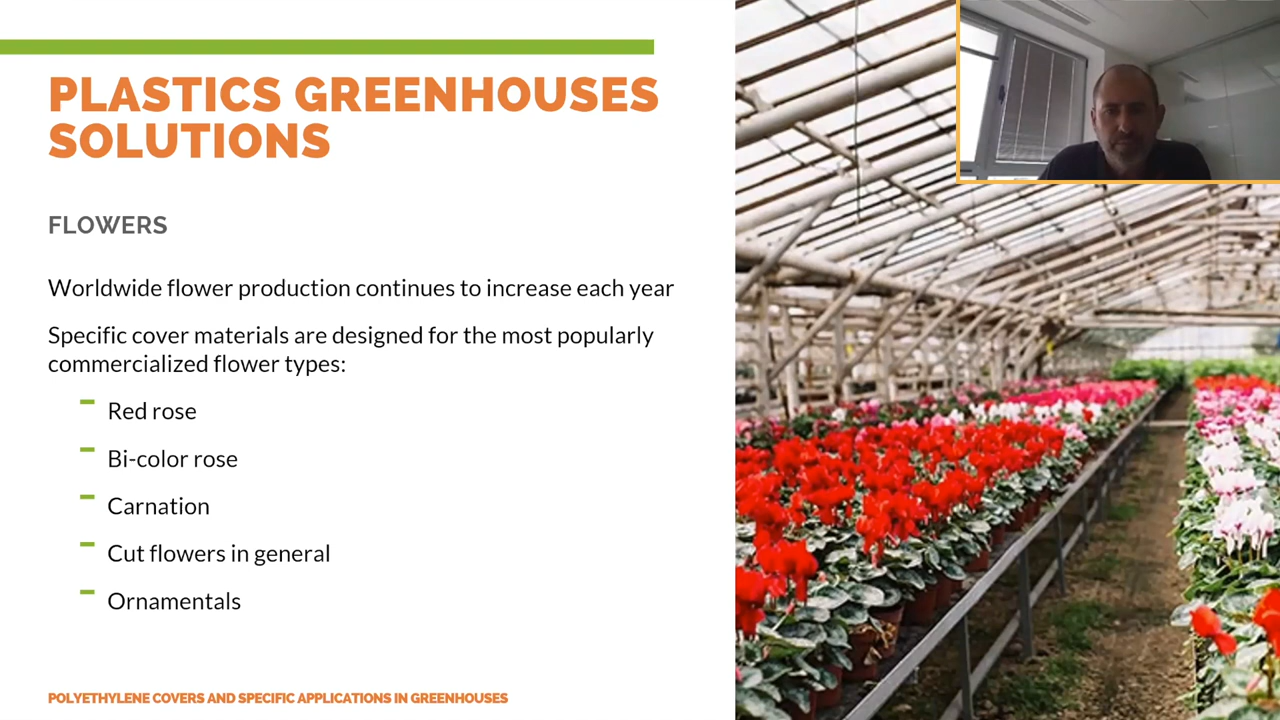 PLASTICS GREENHOUSES
SOLUTIONS
FLOWERS
Worldwide flower production continues to increase each year
Specific cover materials are designed for the most popularly
commercialized flower types:
Red rose
Bi-color rose
Carnation
Cut flowers in general
Ornamentals
POLYETHYLENE COVERS AND SPECIFIC APPLICATIONS IN GREENHOUSES